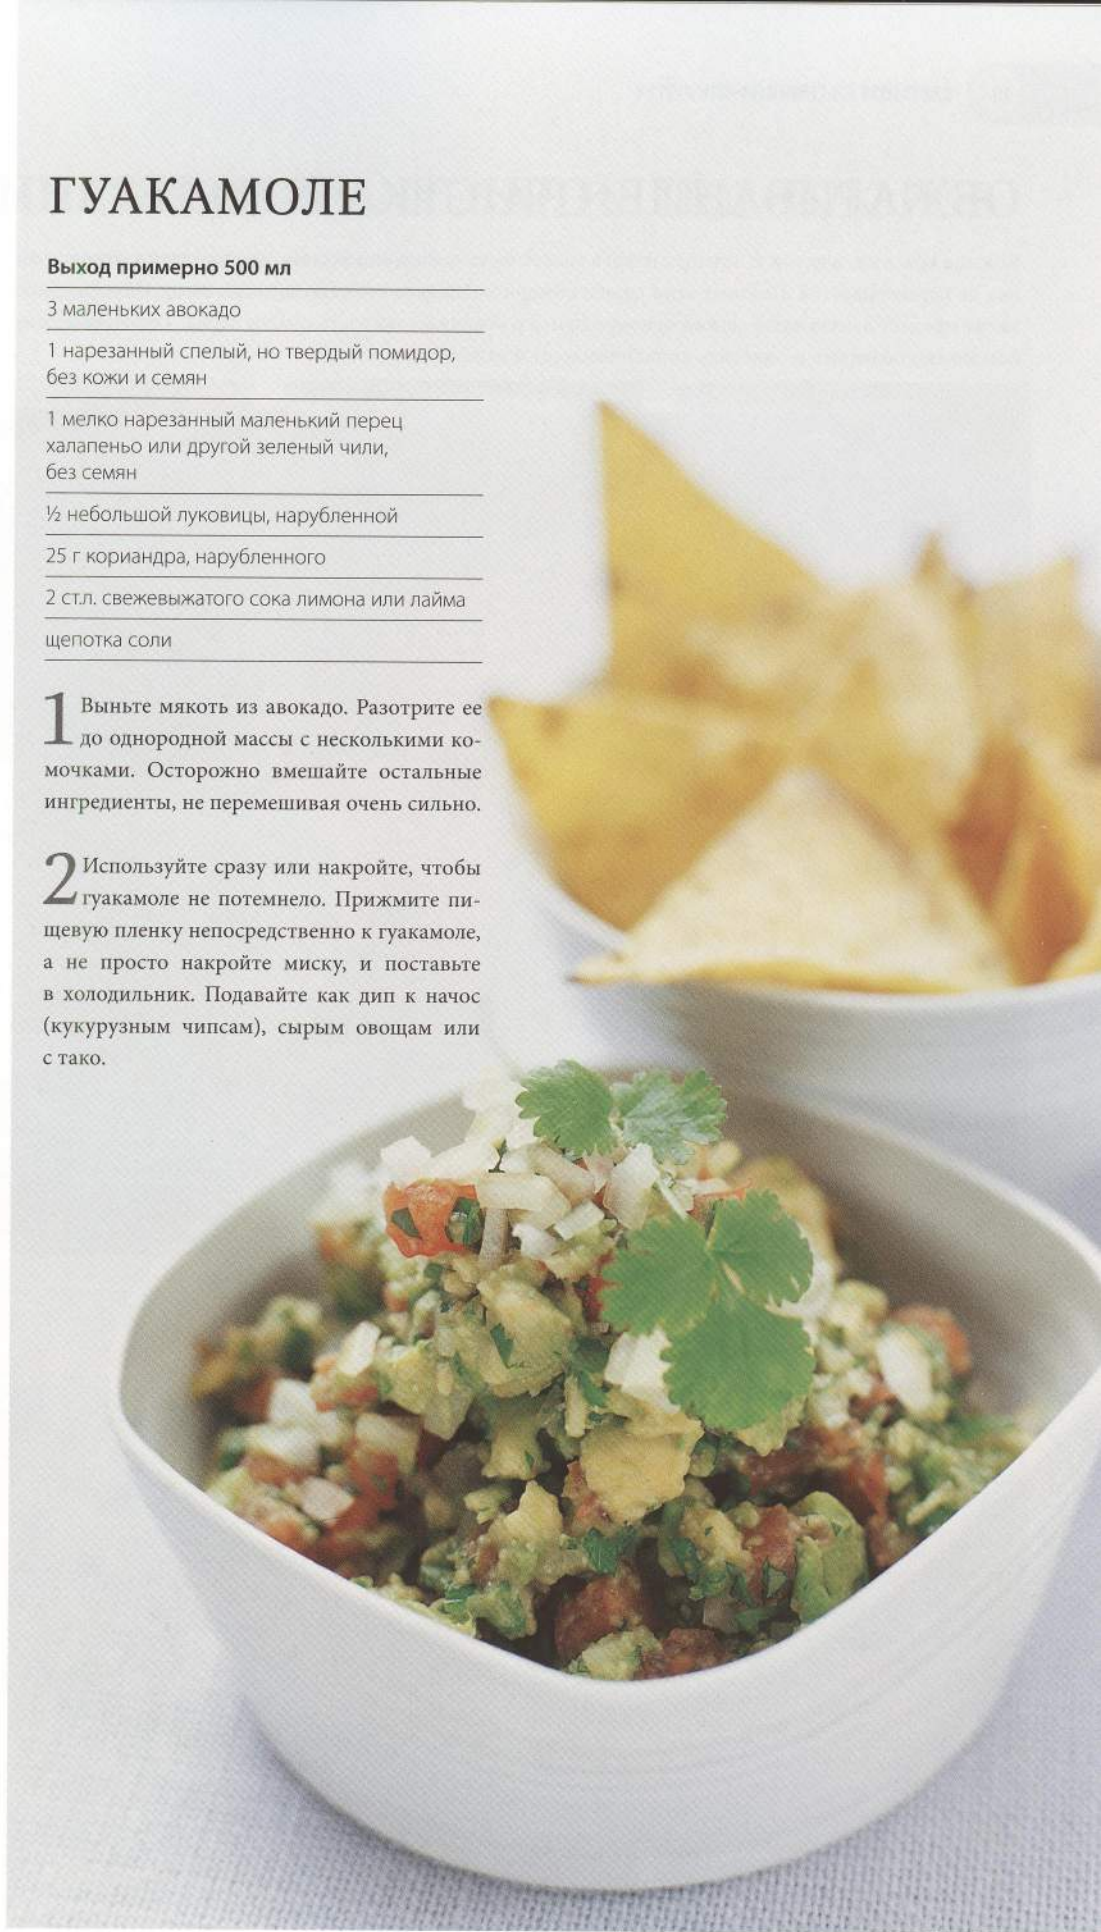 ГУАКАМОЛЕ
Выход примерно 500 мл
3 маленьких авокадо
1 нарезанный спелый, но твердый помидор,
без кожи и семян
1 мелко нарезанный маленький перец
халапеньо или другой зеленый чили,
без семян
½ небольшой луковицы, нарубленной
25 г кориандра, нарубленного
2 ст.л. свежевыжатого сока лимона или лайма
щепотка соли
1 Выньте мякоть из авокадо. Разотрите ее
до однородной массы с несколькими ко-
мочками. Осторожно вмешайте остальные
ингредиенты, не перемешивая очень сильно.
2 Используйте сразу или накройте, чтобы
гуакамоле не потемнело. Прижмите пи-
щевую пленку непосредственно к гуакамоле,
а не просто накройте миску, и поставьте
в холодильник. Подавайте как дип к начос
(кукурузным чипсам), сырым овощам или
с тако.